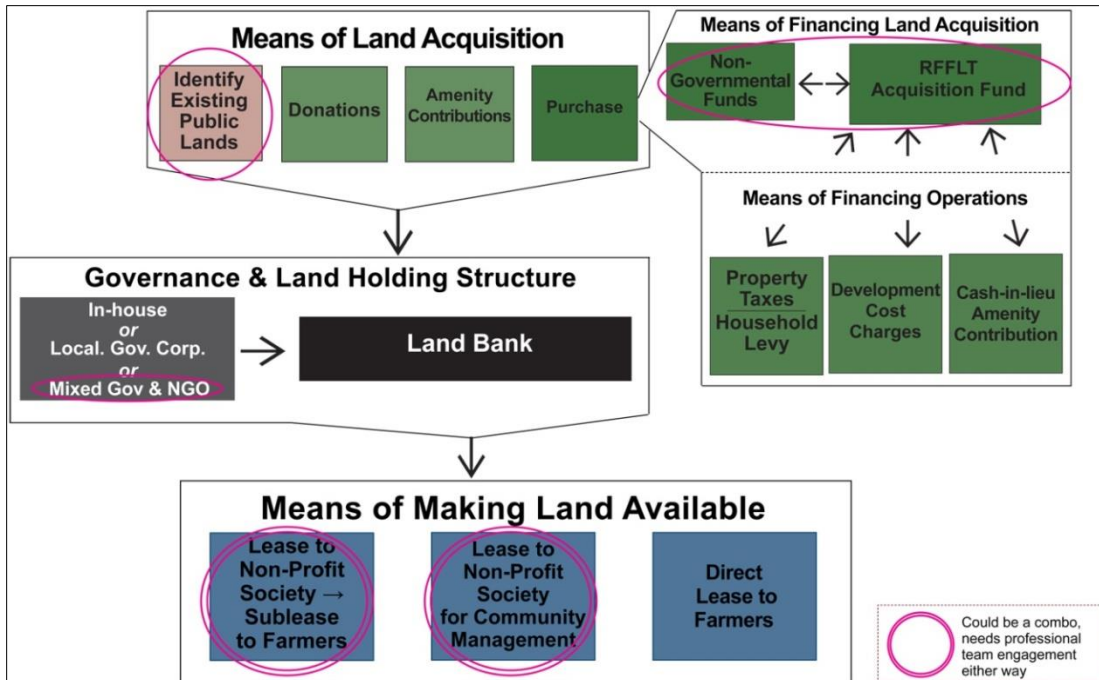 Means of Land Acquisition
Identify
Existing
Public
Lands
Donations
Amenity
Contributions
Purchase
Means of Financing Land Acquisition
Non-
Governmental
Funds
RFFLT
Acquisition Fund
Means of Financing Operations
Property
Taxes
Household
Levy
Development
Cost
Charges
Cash-in-lieu
Amenity
Contribution
Governance & Land Holding Structure
In-house
or
Local. Gov. Corp.
or
Mixed Gov & NGO
Land Bank
Means of Making Land Available
Lease to
Non-Profit
Society →
Sublease
to Farmers
Lease to
Non-Profit
Society
for Community
Management
Direct
Lease to
Farmers
Could be a combo,
needs professional
team engagement
either way